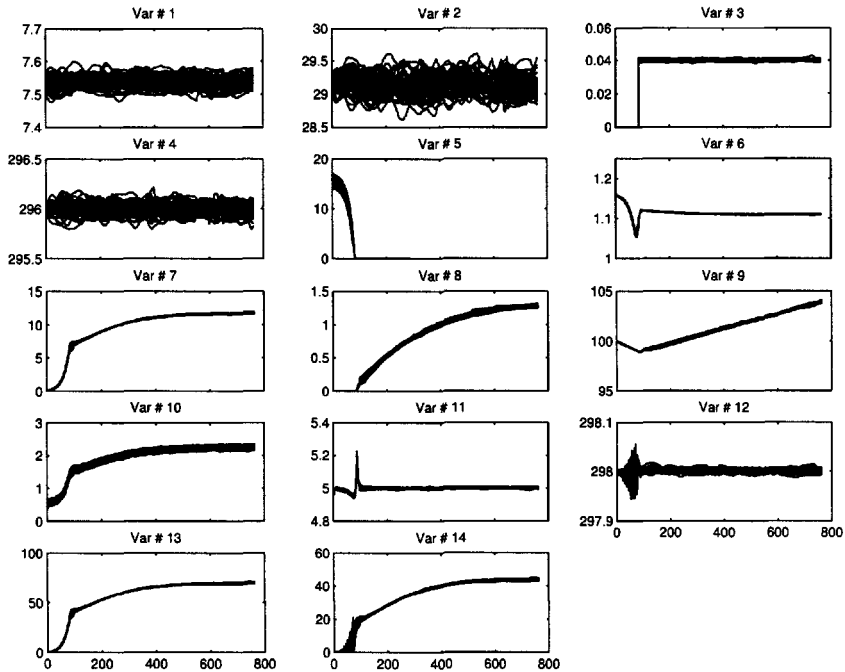 Var # 1
7.7
7.6
7.5
7.4
Var # 2
30
29.5
29
28.5
Var # 3
0.06
0.04
0.02
0
Var # 4
296.5
296
295.5
Var # 5
20
10
0
Var # 6
1.2
1.1
1
Var # 7
15
10
5
0
Var # 8
1.5
1
0.5
0
Var # 9
105
100
95
Var # 10
3
2
1
0
Var # 11
5.4
5.2
5
4.8
Var # 12
298.1
298
297.9
0 200 400 600 800
Var # 13
100
50
0
0 200 400 600 800
Var # 14
60
40
20
0
0 200 400 600 800